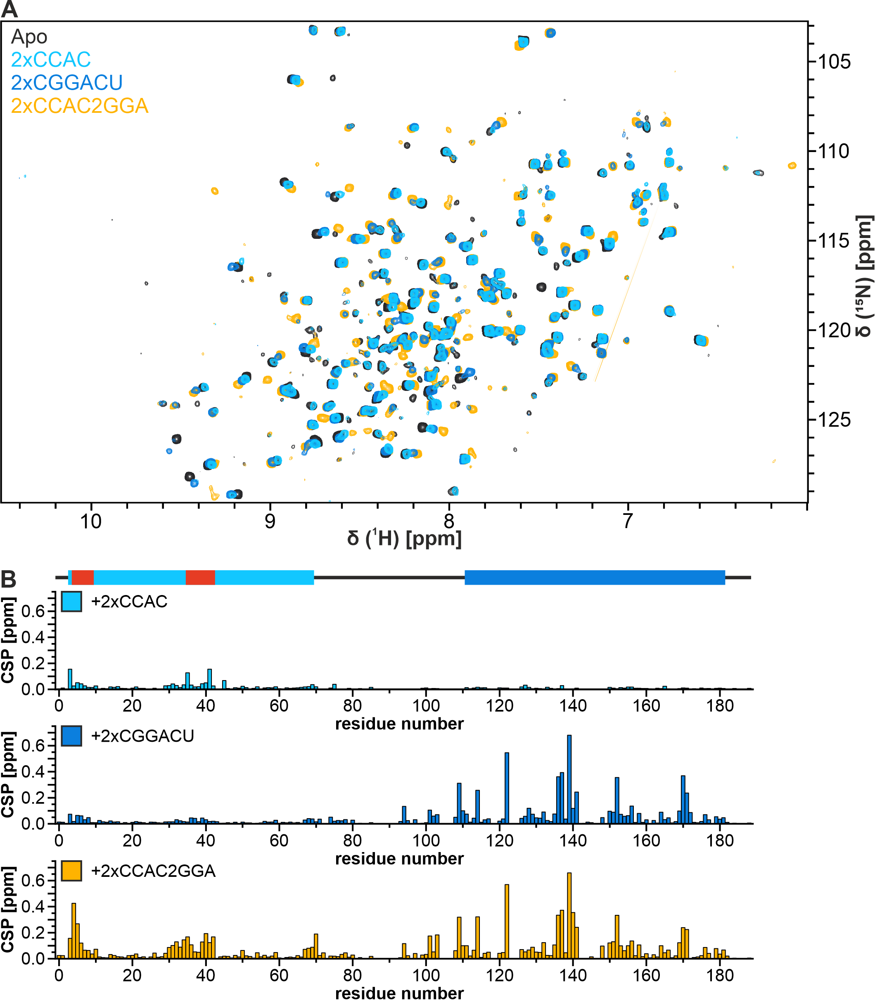 A
Apo
2xCCAC
2xCGGACU
2xCCAC2GGA
105
110
115
120
125
δ (¹⁵N) [ppm]
10 9 8 7
δ (¹H) [ppm]
B
+2xCCAC
CSP [ppm]
0.6
0.4
0.2
0.0
0 20 40 60 80 100 120 140 160 180
residue number
+2xCGGACU
CSP [ppm]
0.6
0.4
0.2
0.0
0 20 40 60 80 100 120 140 160 180
residue number
+2xCCAC2GGA
CSP [ppm]
0.6
0.4
0.2
0.0
0 20 40 60 80 100 120 140 160 180
residue number